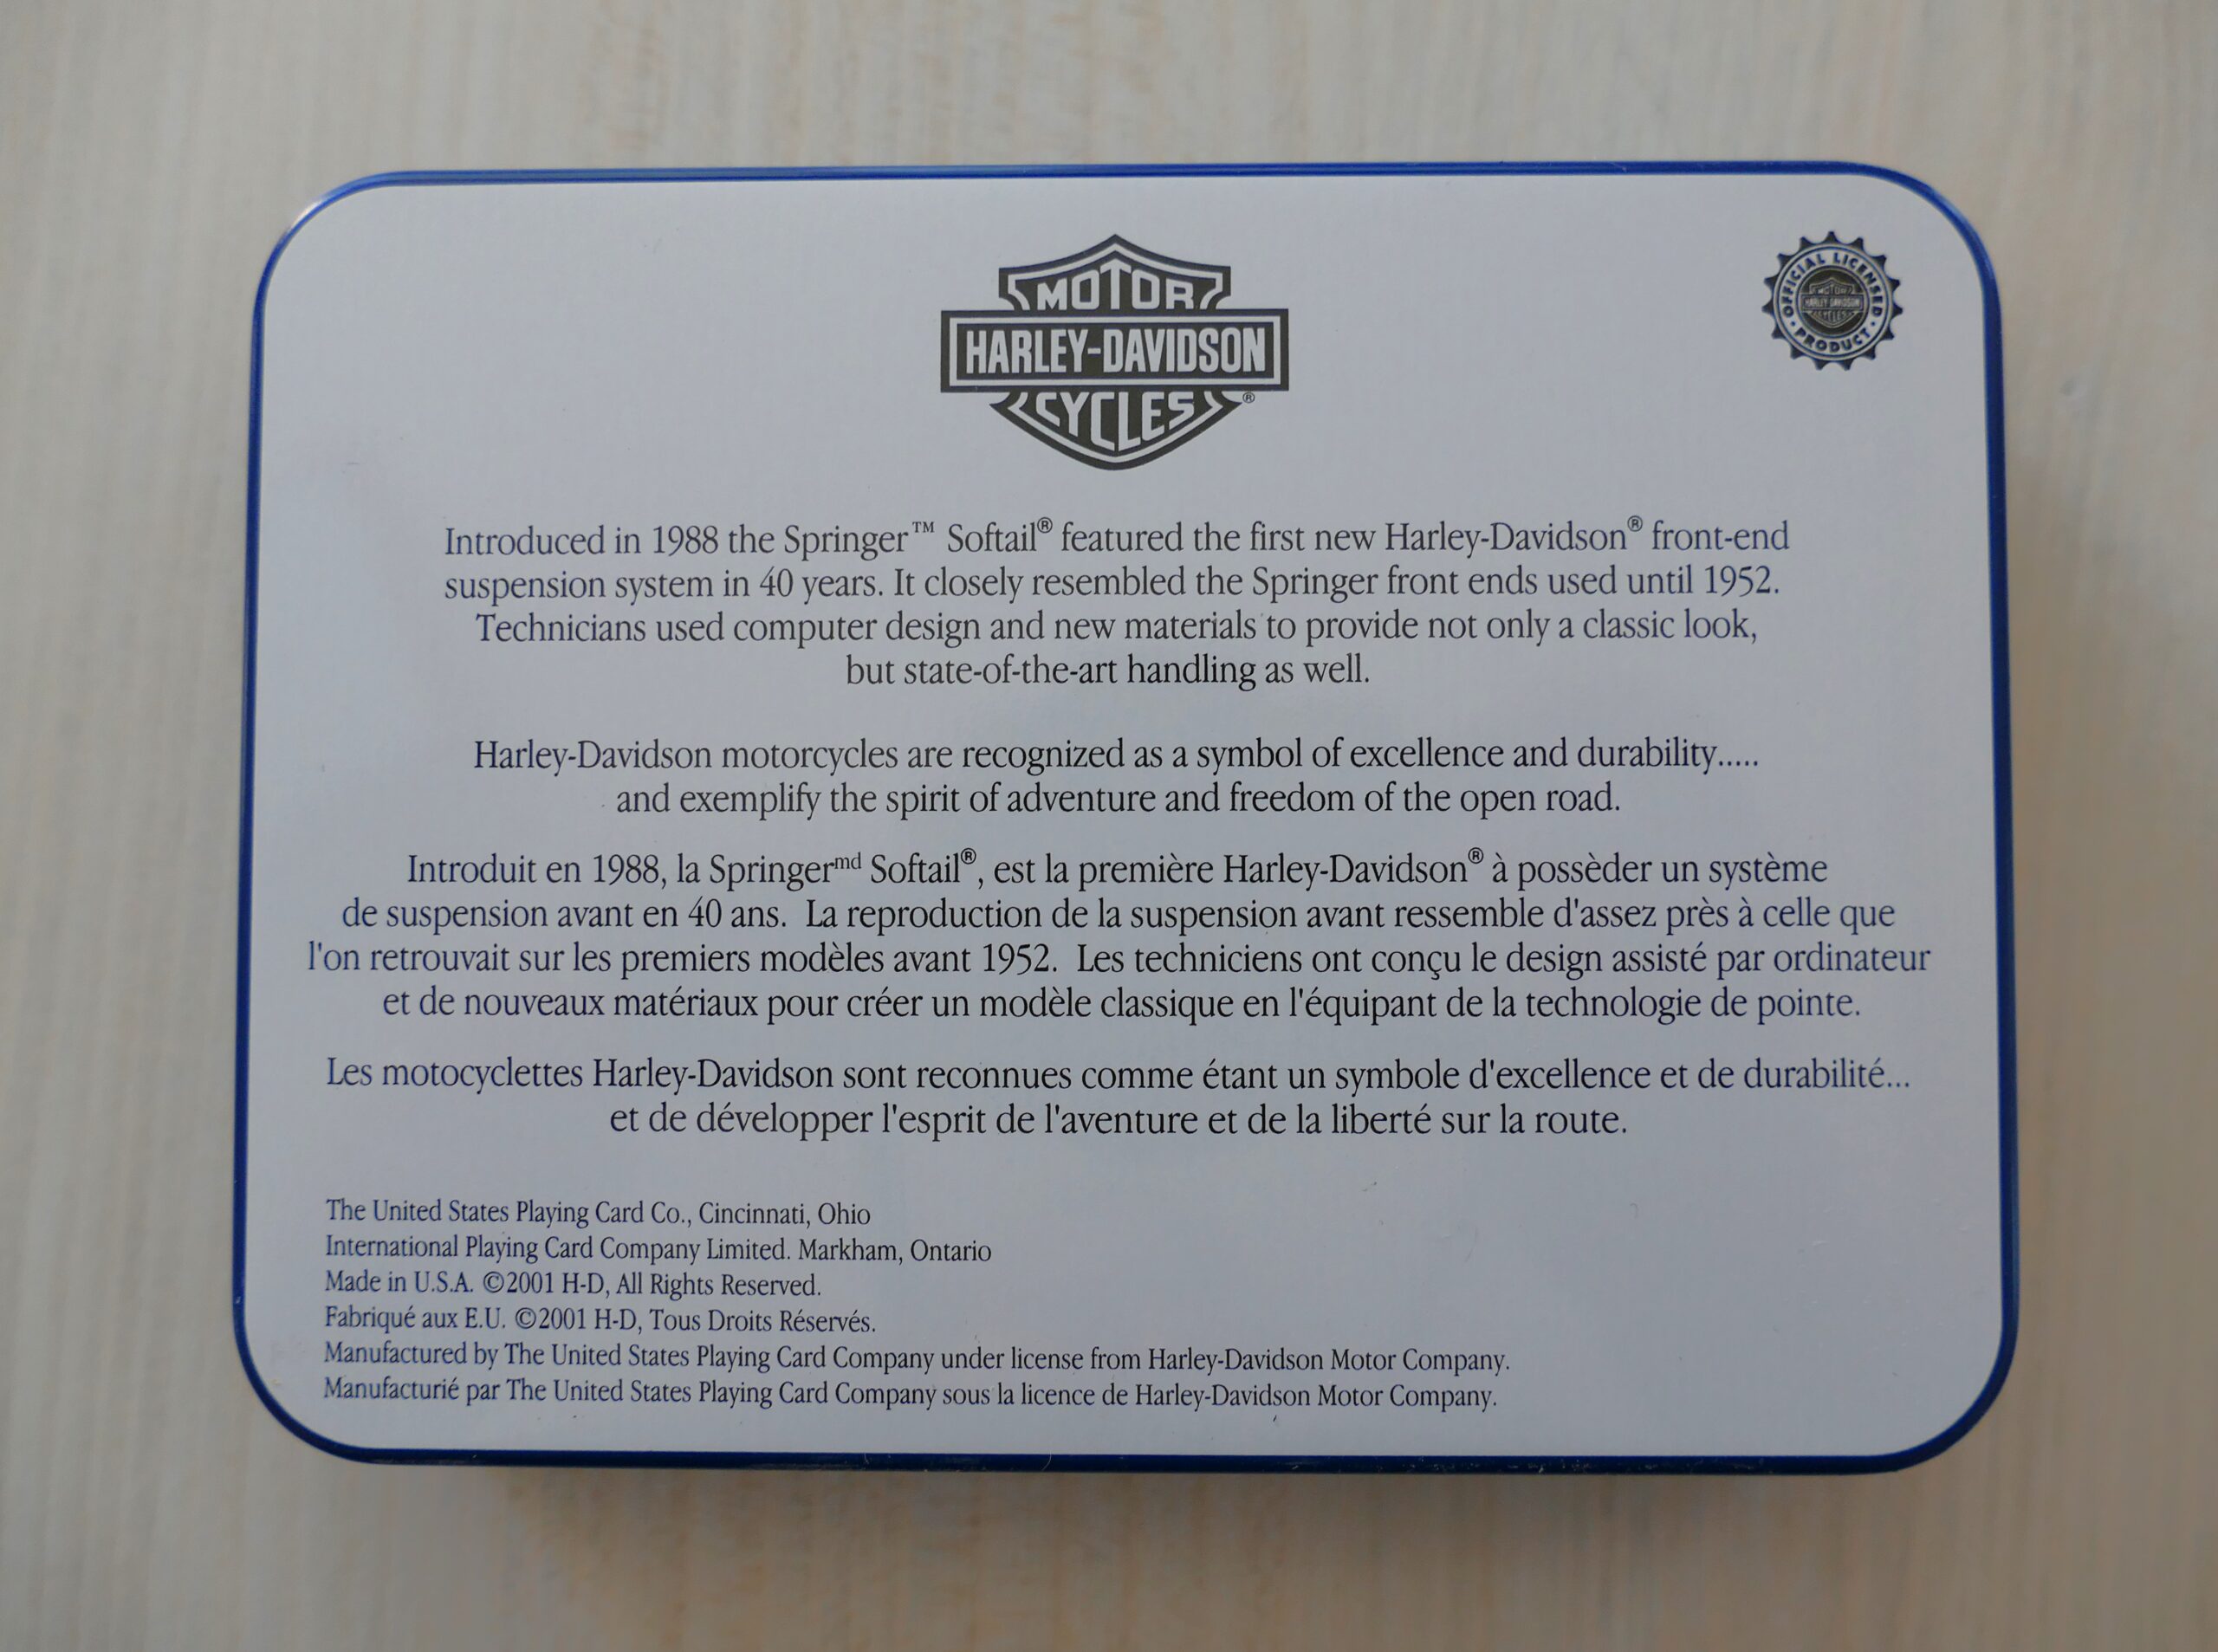 MOTOR
HARLEY-DAVIDSON
CYCLES®
OFFICIAL LICENSED
MOTOR
HARLEY-DAVIDSON
CYCLES
• PRODUCT •
Introduced in 1988 the Springer™ Softail® featured the first new Harley-Davidson® front-end
suspension system in 40 years. It closely resembled the Springer front ends used until 1952.
Technicians used computer design and new materials to provide not only a classic look,
but state-of-the-art handling as well.
Harley-Davidson motorcycles are recognized as a symbol of excellence and durability.....
and exemplify the spirit of adventure and freedom of the open road.
Introduit en 1988, la Springerᵐᵈ Softail®, est la première Harley-Davidson® à possèder un système
de suspension avant en 40 ans. La reproduction de la suspension avant ressemble d'assez près à celle que
l'on retrouvait sur les premiers modèles avant 1952. Les techniciens ont conçu le design assisté par ordinateur
et de nouveaux matériaux pour créer un modèle classique en l'équipant de la technologie de pointe.
Les motocyclettes Harley-Davidson sont reconnues comme étant un symbole d'excellence et de durabilité...
et de développer l'esprit de l'aventure et de la liberté sur la route.
The United States Playing Card Co., Cincinnati, Ohio
International Playing Card Company Limited. Markham, Ontario
Made in U.S.A. ©2001 H-D, All Rights Reserved.
Fabriqué aux E.U. ©2001 H-D, Tous Droits Réservés.
Manufactured by The United States Playing Card Company under license from Harley-Davidson Motor Company.
Manufacturié par The United States Playing Card Company sous la licence de Harley-Davidson Motor Company.